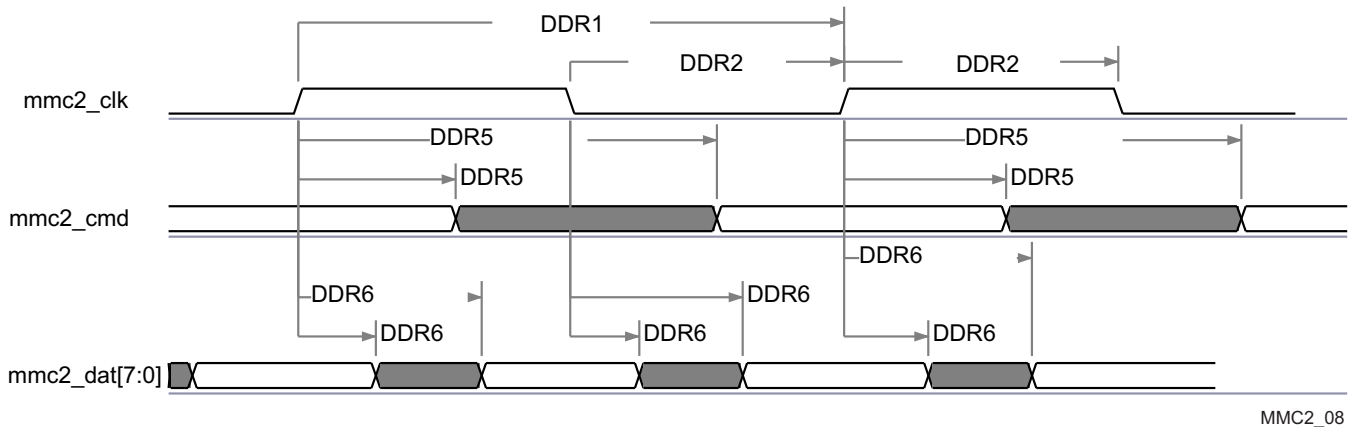 DDR1
DDR2 DDR2
mmc2_clk
DDR5 DDR5
DDR5 DDR5
mmc2_cmd
DDR6
DDR6 DDR6
DDR6 DDR6 DDR6
mmc2_dat[7:0]
MMC2_08